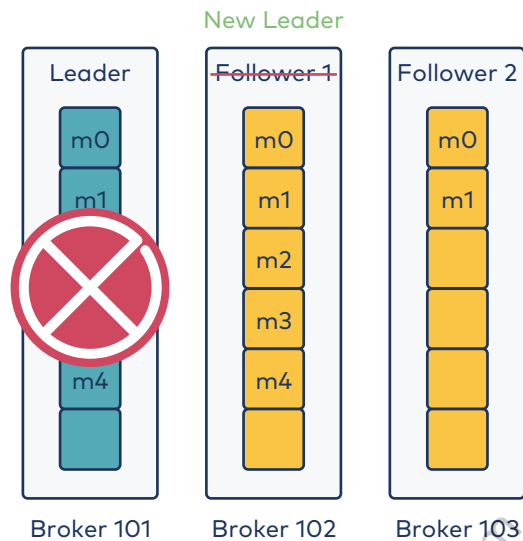 New Leader
Leader
Follower 1
Follower 2
m0
m0
m0
m1
m1
m1
m2
m3
m4
m4
Broker 101
Broker 102
Broker 103